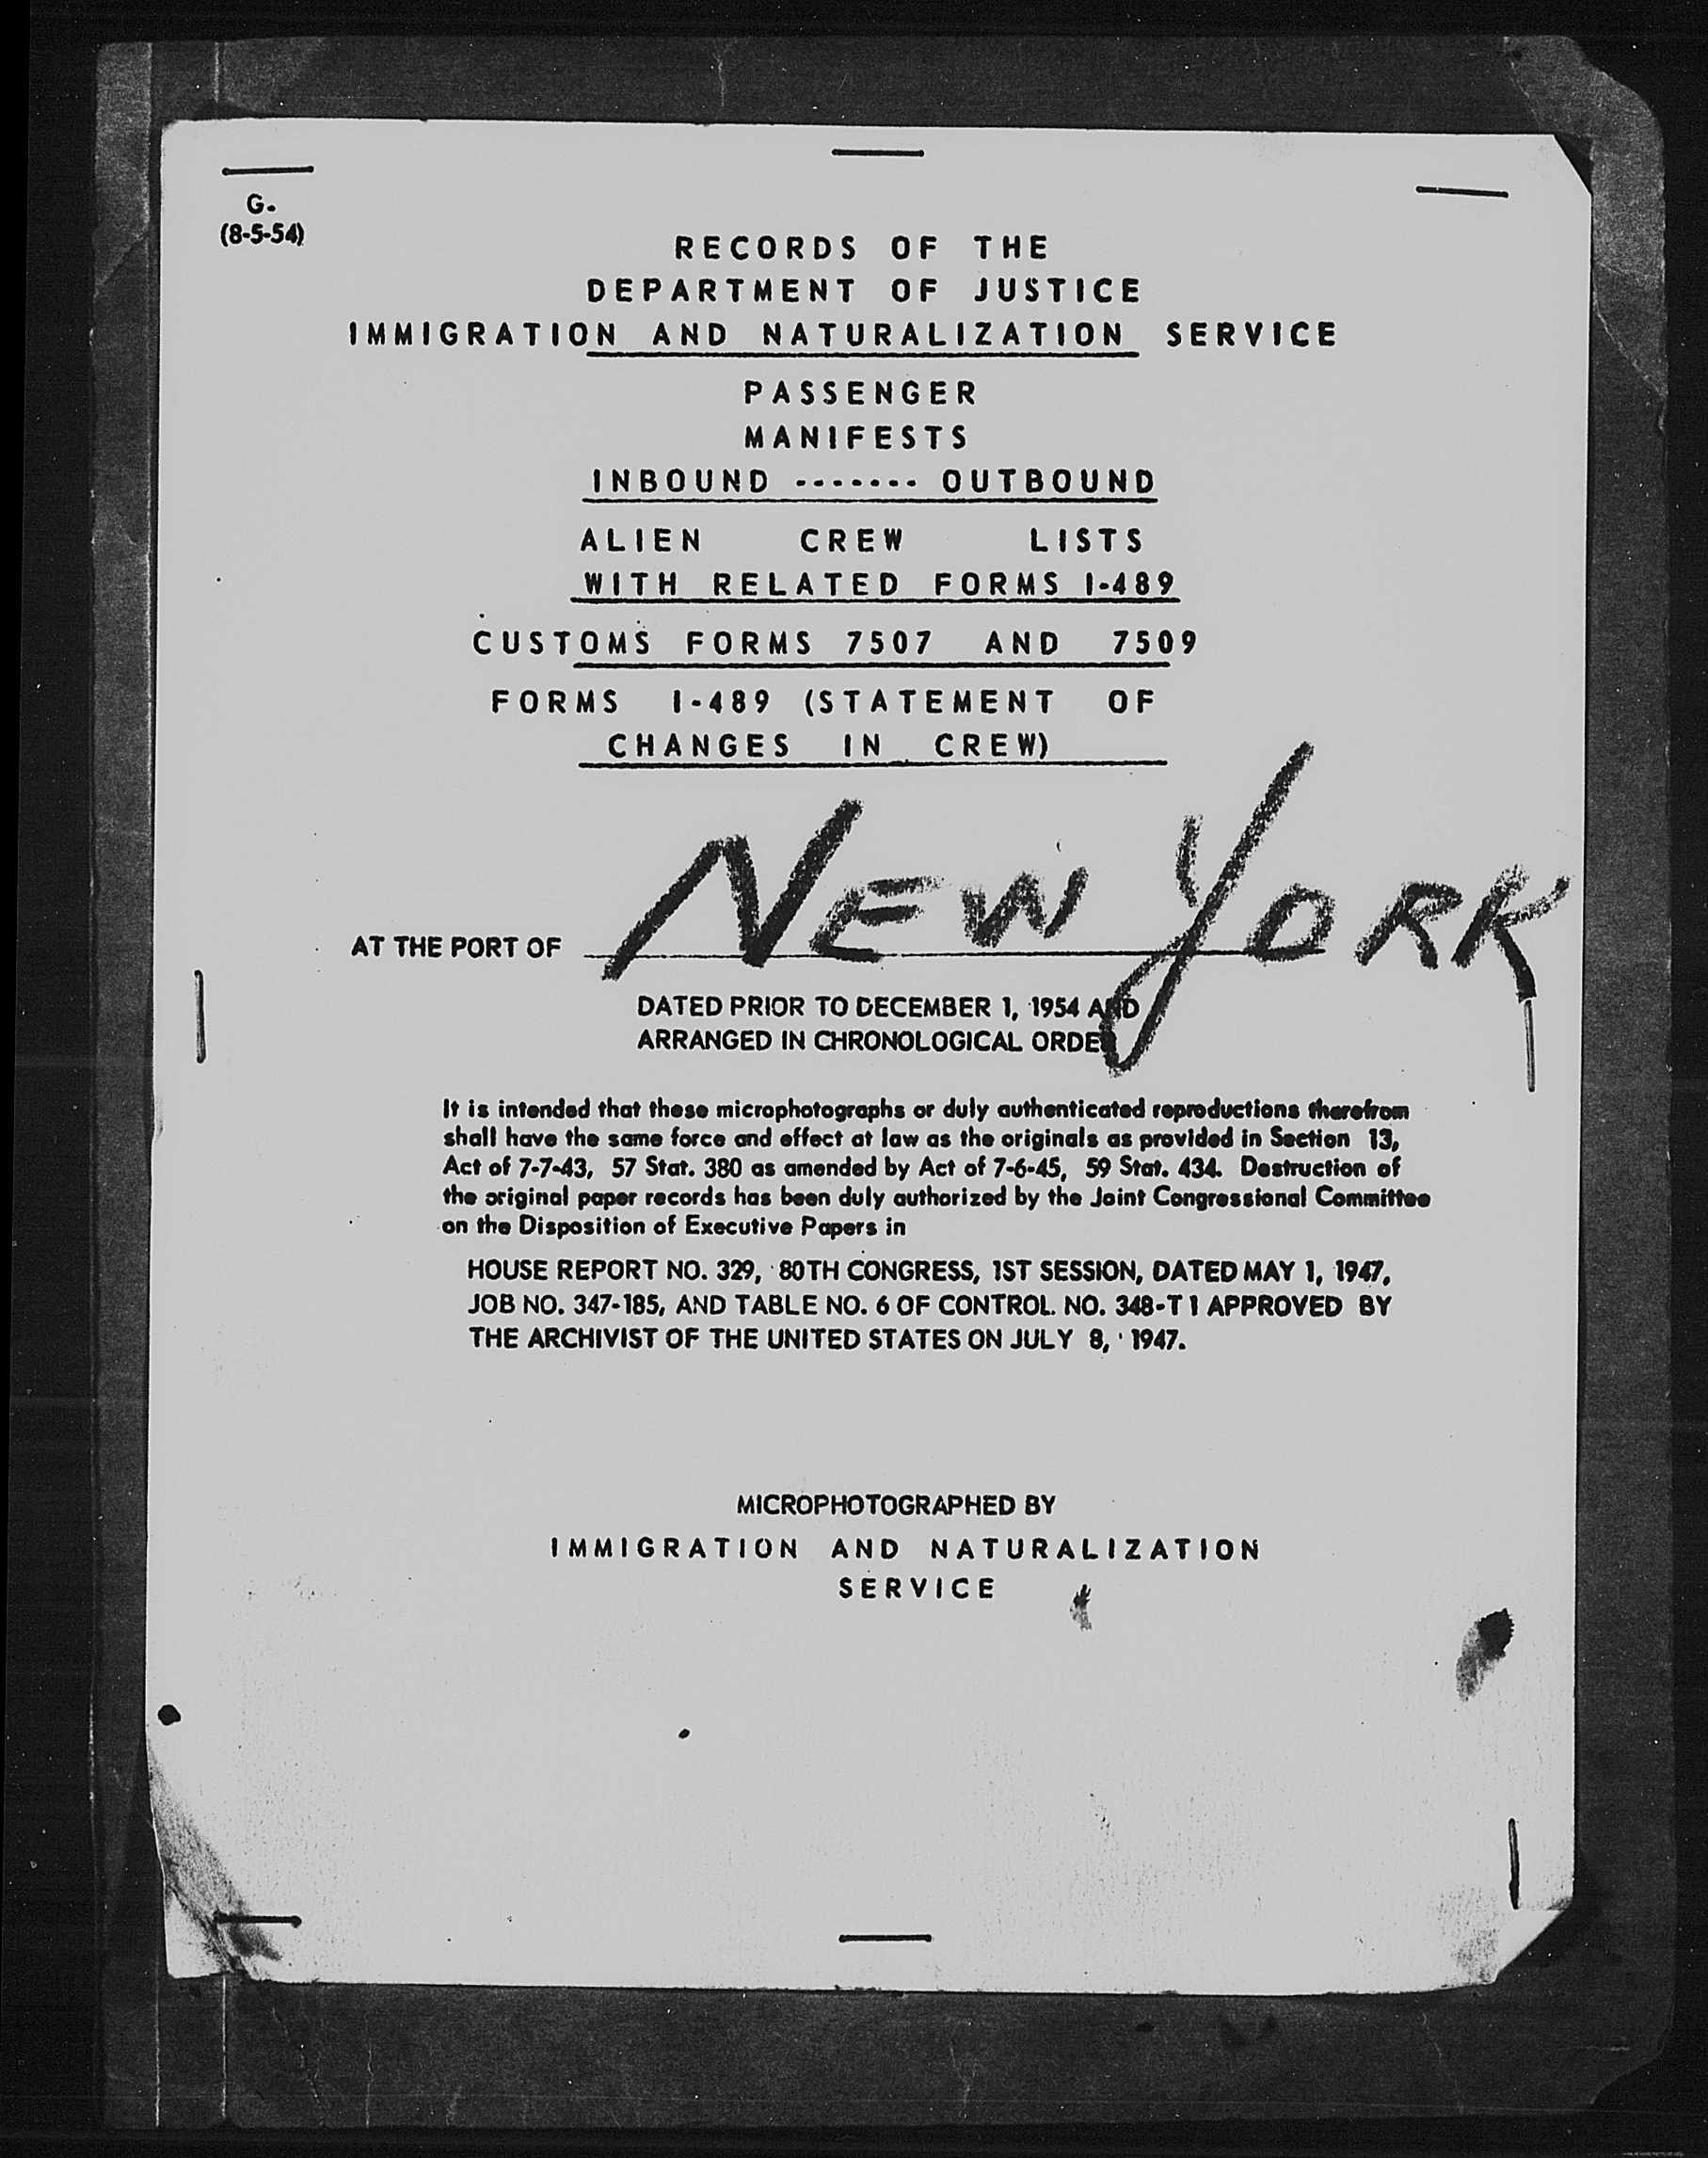 G.
(8-5-54)
RECORDS OF THE
DEPARTMENT OF JUSTICE
IMMIGRATION AND NATURALIZATION SERVICE
PASSENGER
MANIFESTS
INBOUND ------- OUTBOUND
ALIEN CREW LISTS
WITH RELATED FORMS I-489
CUSTOMS FORMS 7507 AND 7509
FORMS I-489 (STATEMENT OF
CHANGES IN CREW)
AT THE PORT OF NEW YORK
DATED PRIOR TO DECEMBER 1, 1954 AND
ARRANGED IN CHRONOLOGICAL ORDER
It is intended that these microphotographs or duly authenticated reproductions therefrom
shall have the same force and effect at law as the originals as provided in Section 13,
Act of 7-7-43, 57 Stat. 380 as amended by Act of 7-6-45, 59 Stat. 434. Destruction of
the original paper records has been duly authorized by the Joint Congressional Committee
on the Disposition of Executive Papers in
HOUSE REPORT NO. 329, 80TH CONGRESS, 1ST SESSION, DATED MAY 1, 1947,
JOB NO. 347-185, AND TABLE NO. 6 OF CONTROL NO. 348-T1 APPROVED BY
THE ARCHIVIST OF THE UNITED STATES ON JULY 8, 1947.
MICROPHOTOGRAPHED BY
IMMIGRATION AND NATURALIZATION
SERVICE